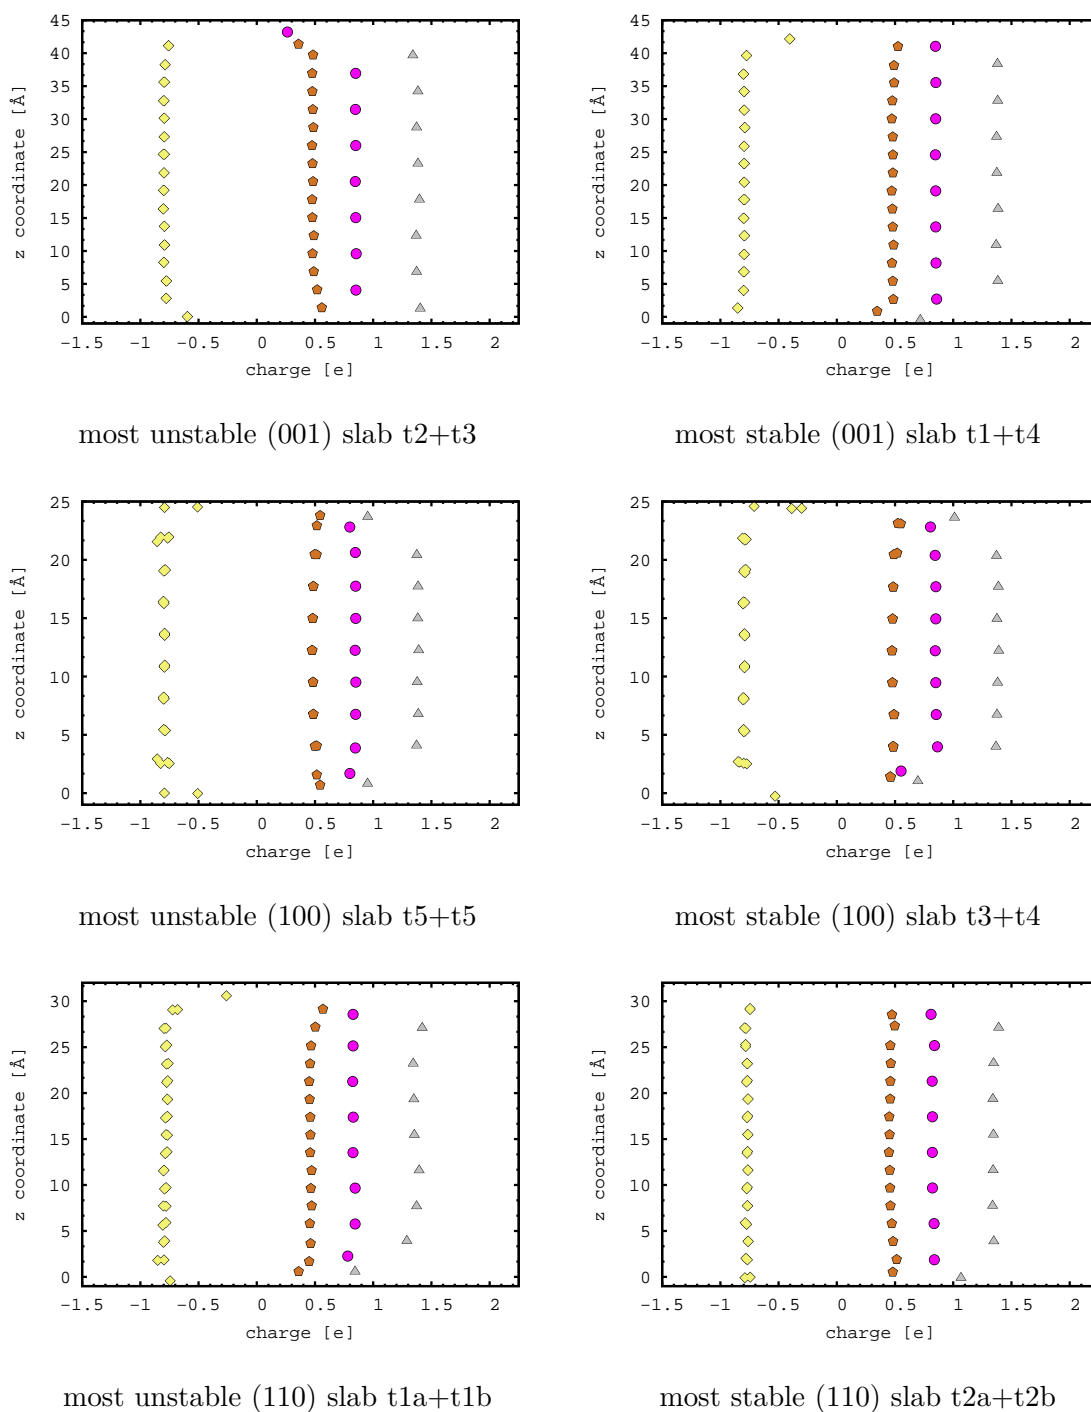 45
40
35
30
25
20
15
10
5
0
z coordinate [Å]
-1.5 -1 -0.5 0 0.5 1 1.5 2
charge [e]
most unstable (001) slab t2+t3
45
40
35
30
25
20
15
10
5
0
z coordinate [Å]
-1.5 -1 -0.5 0 0.5 1 1.5 2
charge [e]
most stable (001) slab t1+t4
25
20
15
10
5
0
z coordinate [Å]
-1.5 -1 -0.5 0 0.5 1 1.5 2
charge [e]
most unstable (100) slab t5+t5
25
20
15
10
5
0
z coordinate [Å]
-1.5 -1 -0.5 0 0.5 1 1.5 2
charge [e]
most stable (100) slab t3+t4
30
25
20
15
10
5
0
z coordinate [Å]
-1.5 -1 -0.5 0 0.5 1 1.5 2
charge [e]
most unstable (110) slab t1a+t1b
30
25
20
15
10
5
0
z coordinate [Å]
-1.5 -1 -0.5 0 0.5 1 1.5 2
charge [e]
most stable (110) slab t2a+t2b